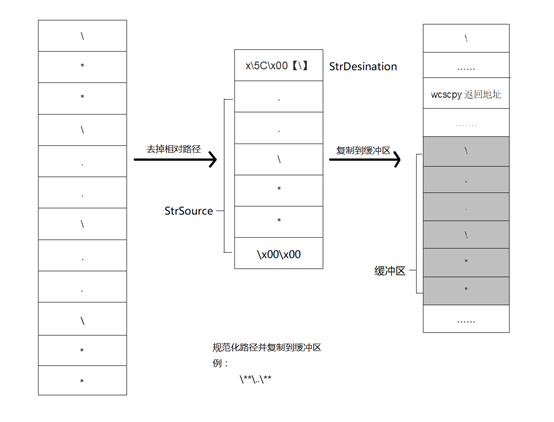 \
*
*
\
.
.
\
.
.
\
*
*
去掉相对路径
x\5C\x00【\】
StrDesination
.
.
\
*
*
\x00\x00
StrSource
复制到缓冲区
\
......
wcscpy 返回地址
.......
\
.
.
\
*
*
......
缓冲区
规范化路径并复制到缓冲区
例：
\**\..\**